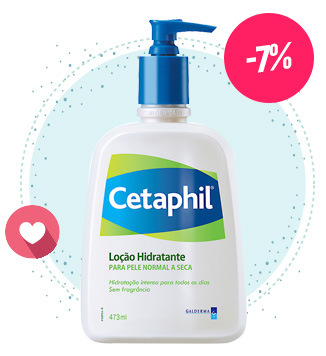 -7%
Cetaphil®
Loção Hidratante
PARA PELE NORMAL A SECA
Hidratação intensa para todos os dias
Sem fragrância
473ml
GALDERMA